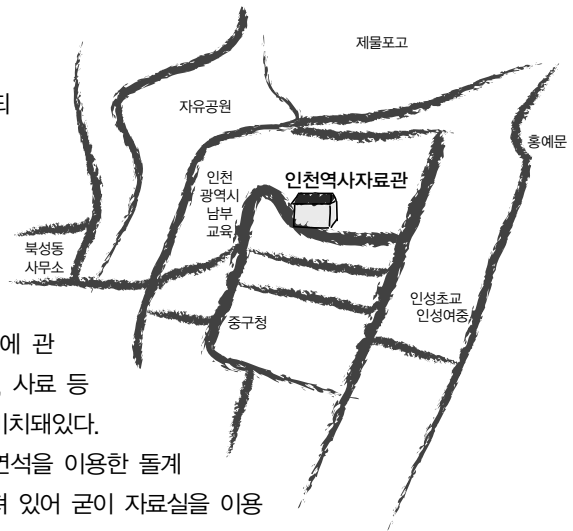 제물포고
자유공원
홍예문
인천역사자료관
인천
광역시
남부
교육
북성동
사무소
인성초교
인성여중
중구청
에 관
사료 등
비치돼있다.
연석을 이용한 돌계
있어 굳이 자료실을 이용